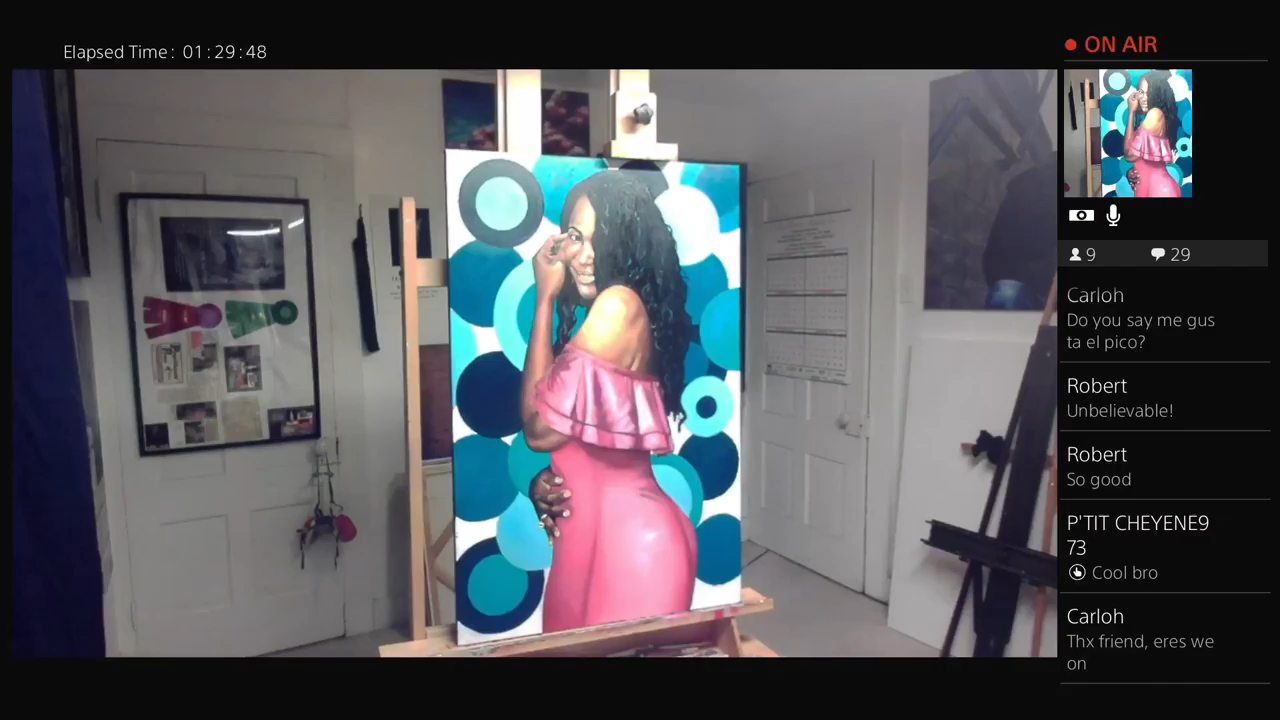 Elapsed Time: 01:29:48
ON AIR
9
29
Carloh
Do you say me gus
ta el pico?
Robert
Unbelievable!
Robert
So good
P'TIT CHEYENE9
73
Cool bro
Carloh
Thx friend, eres we
on